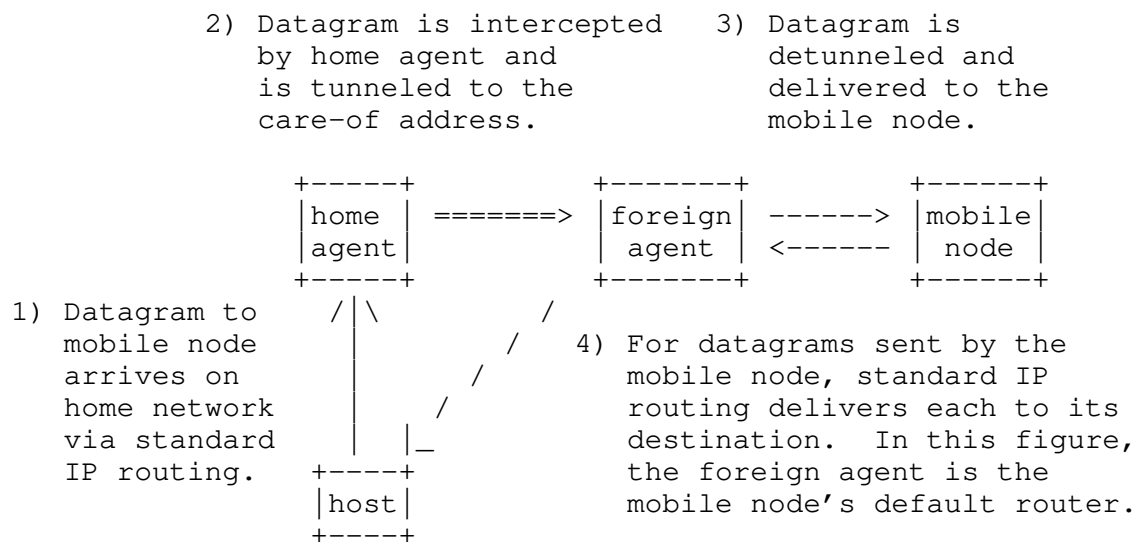 2) Datagram is intercepted   3) Datagram is
by home agent and            detunneled and
is tunneled to the           delivered to the
care-of address.             mobile node.
home   =======>   foreign   ------>   mobile
agent   agent   <------   node
1) Datagram to
mobile node   4) For datagrams sent by the
arrives on   mobile node, standard IP
home network   routing delivers each to its
via standard   destination.  In this figure,
IP routing.   the foreign agent is the
host   mobile node's default router.